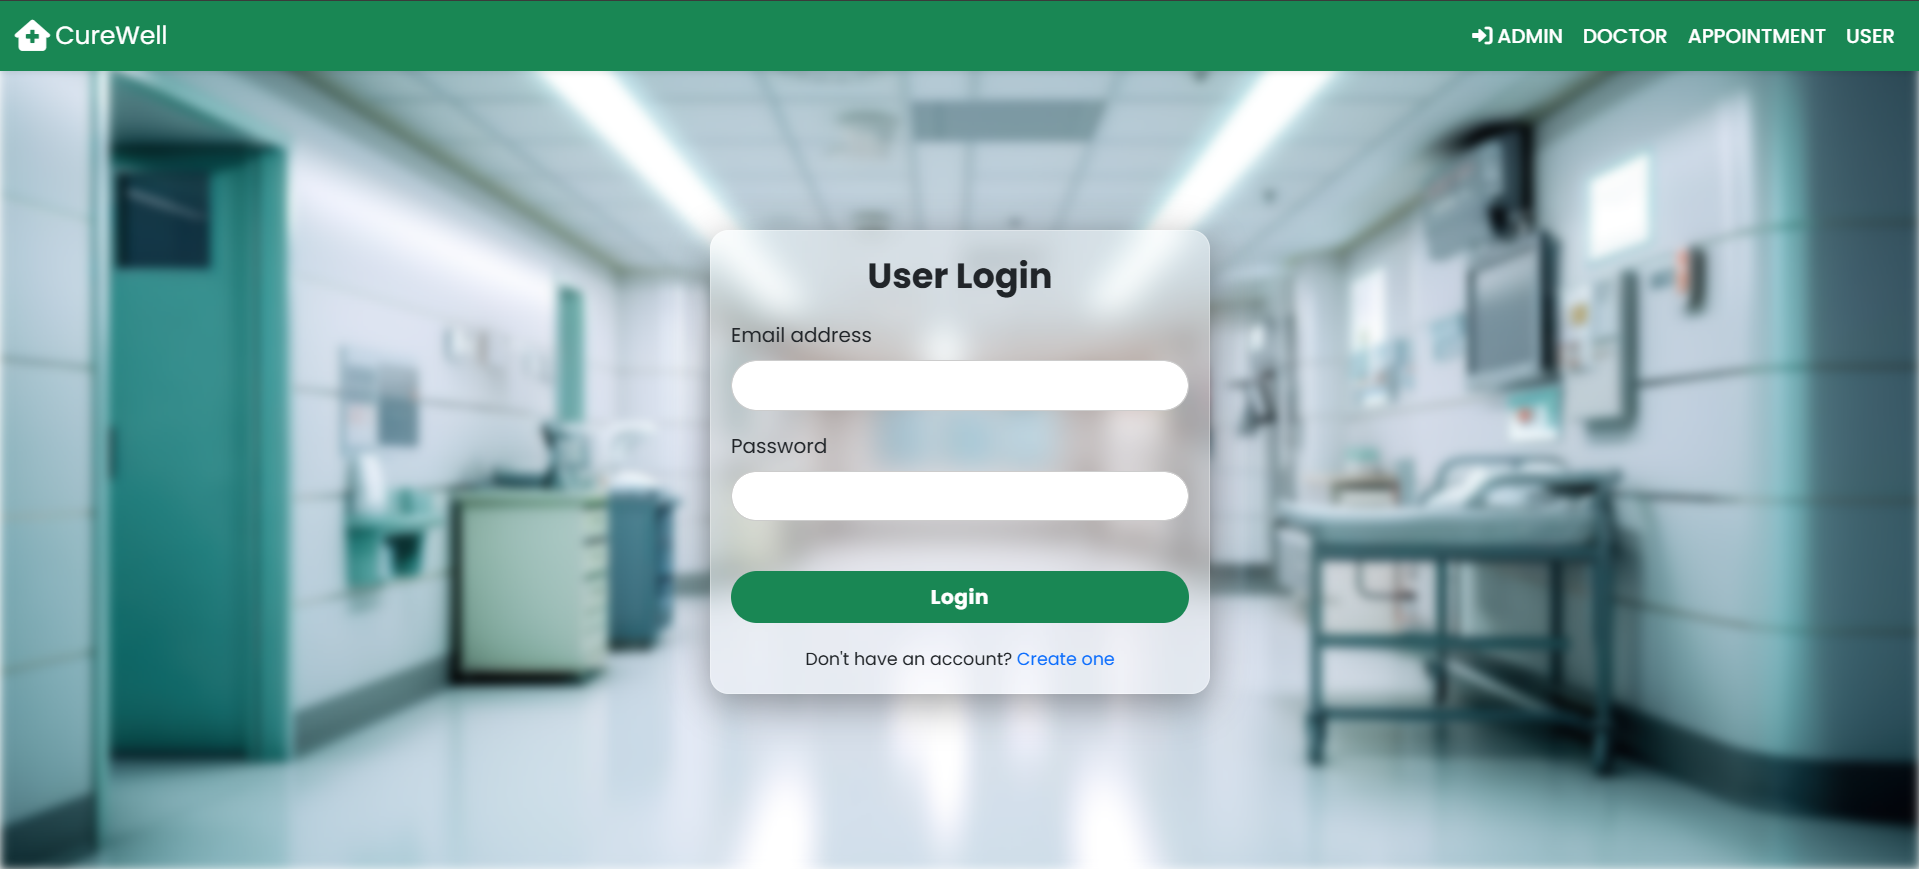 CureWell
ADMIN DOCTOR APPOINTMENT USER
User Login
Email address
Password
Login
Don't have an account? Create one